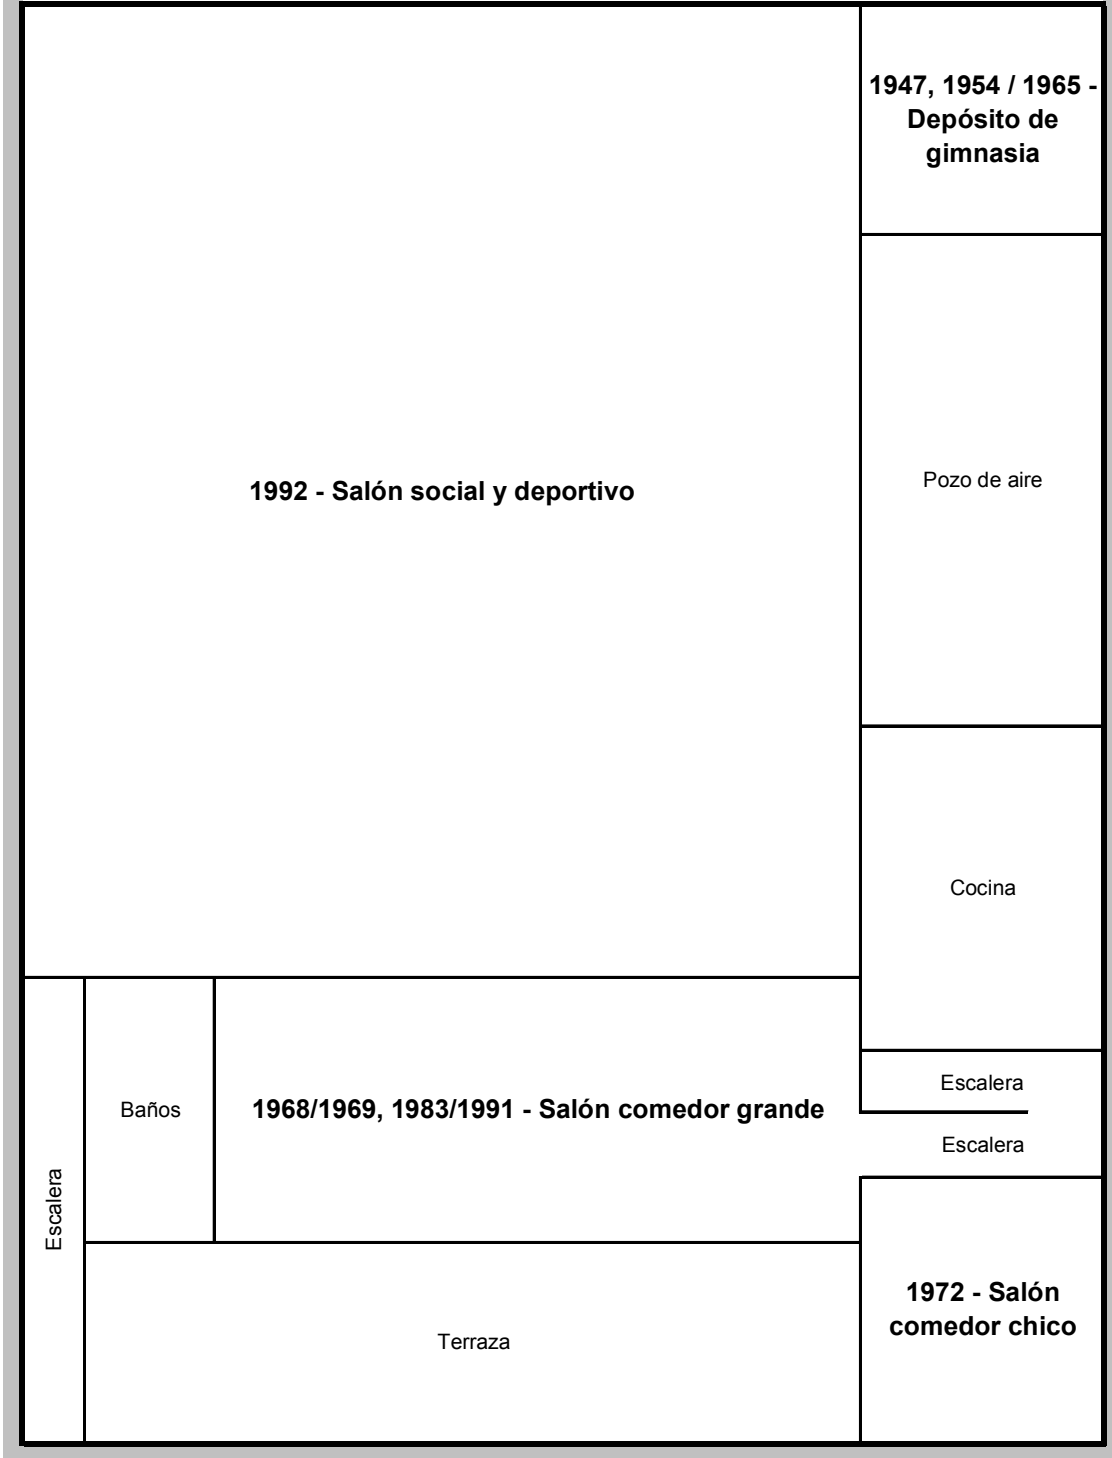 1947, 1954 / 1965 -
Depósito de
gimnasia
Pozo de aire
1992 - Salón social y deportivo
Cocina
Escalera
Baños
1968/1969, 1983/1991 - Salón comedor grande
Escalera
Escalera
1972 - Salón
comedor chico
Terraza